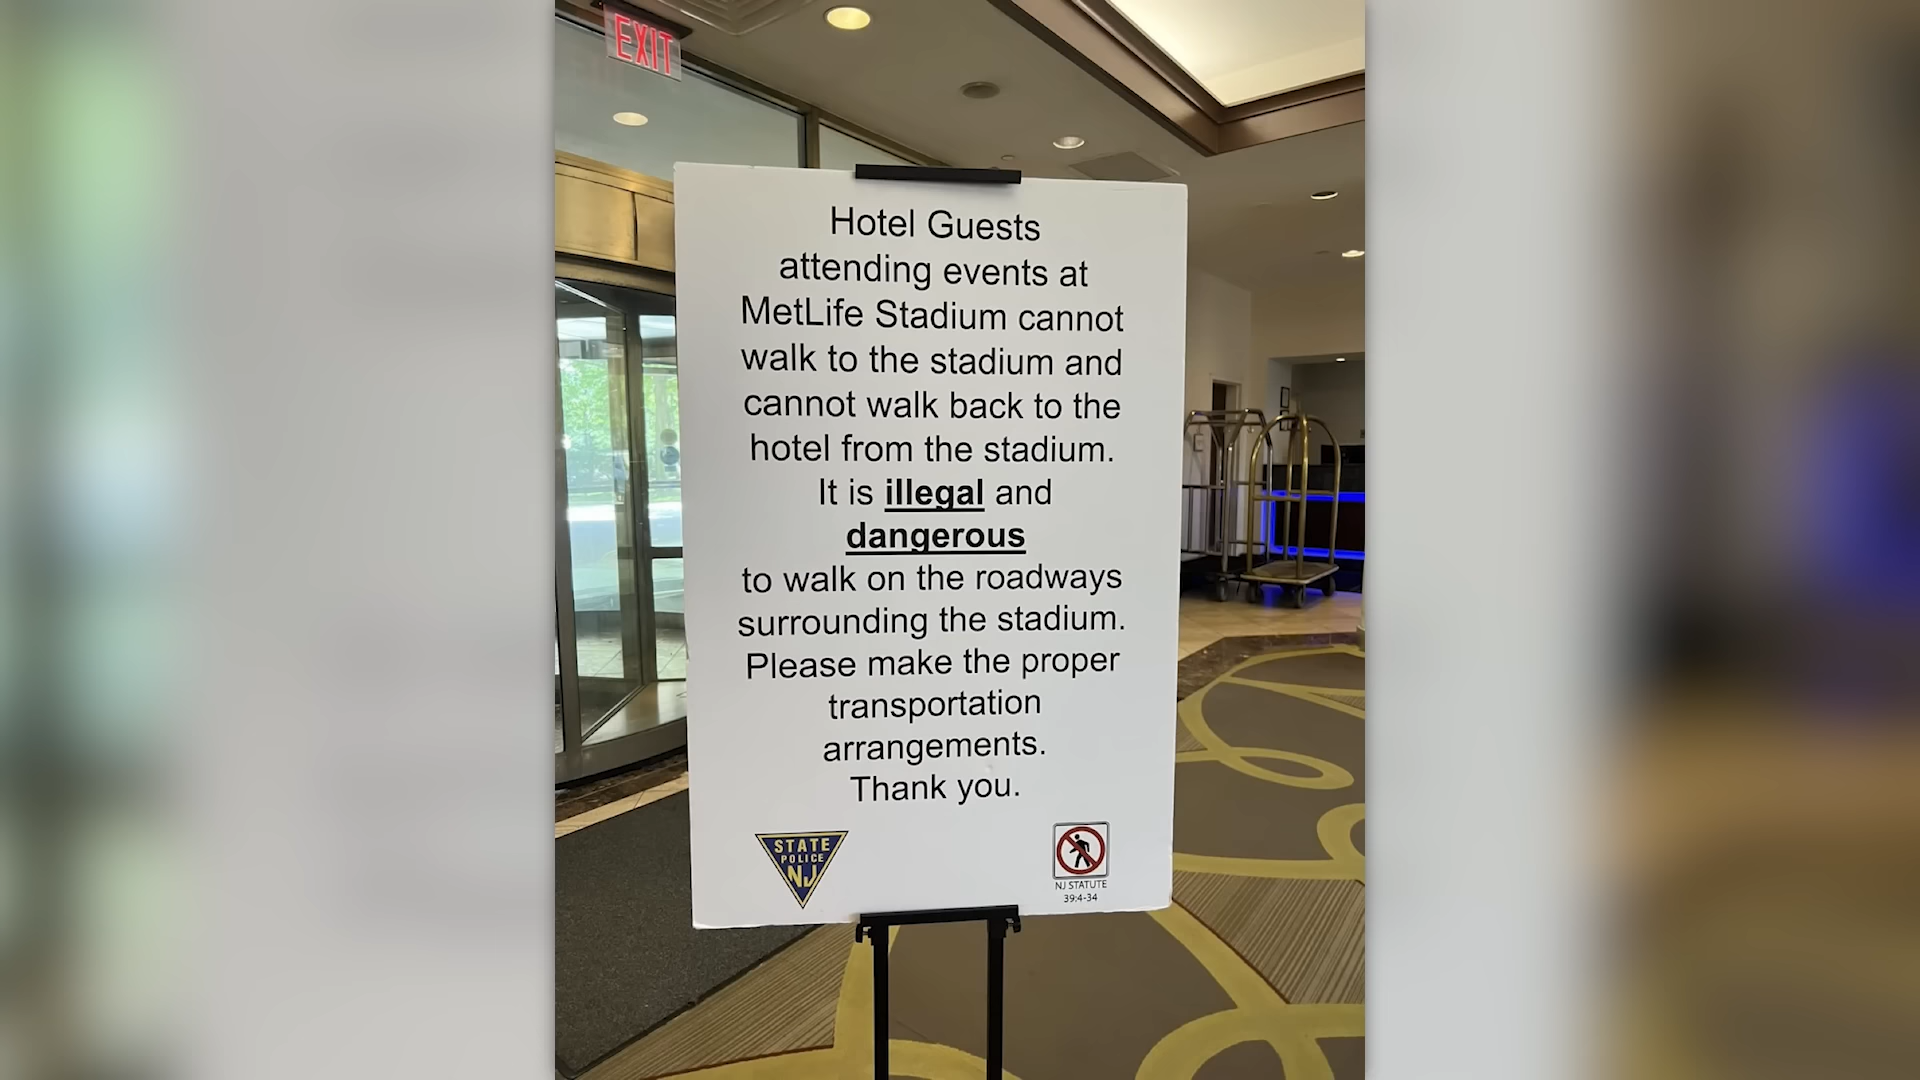 EXIT
Hotel Guests
attending events at
MetLife Stadium cannot
walk to the stadium and
cannot walk back to the
hotel from the stadium.
It is illegal and
dangerous
to walk on the roadways
surrounding the stadium.
Please make the proper
transportation
arrangements.
Thank you.
STATE
POLICE
NJ
NJ STATUTE
39:4-34